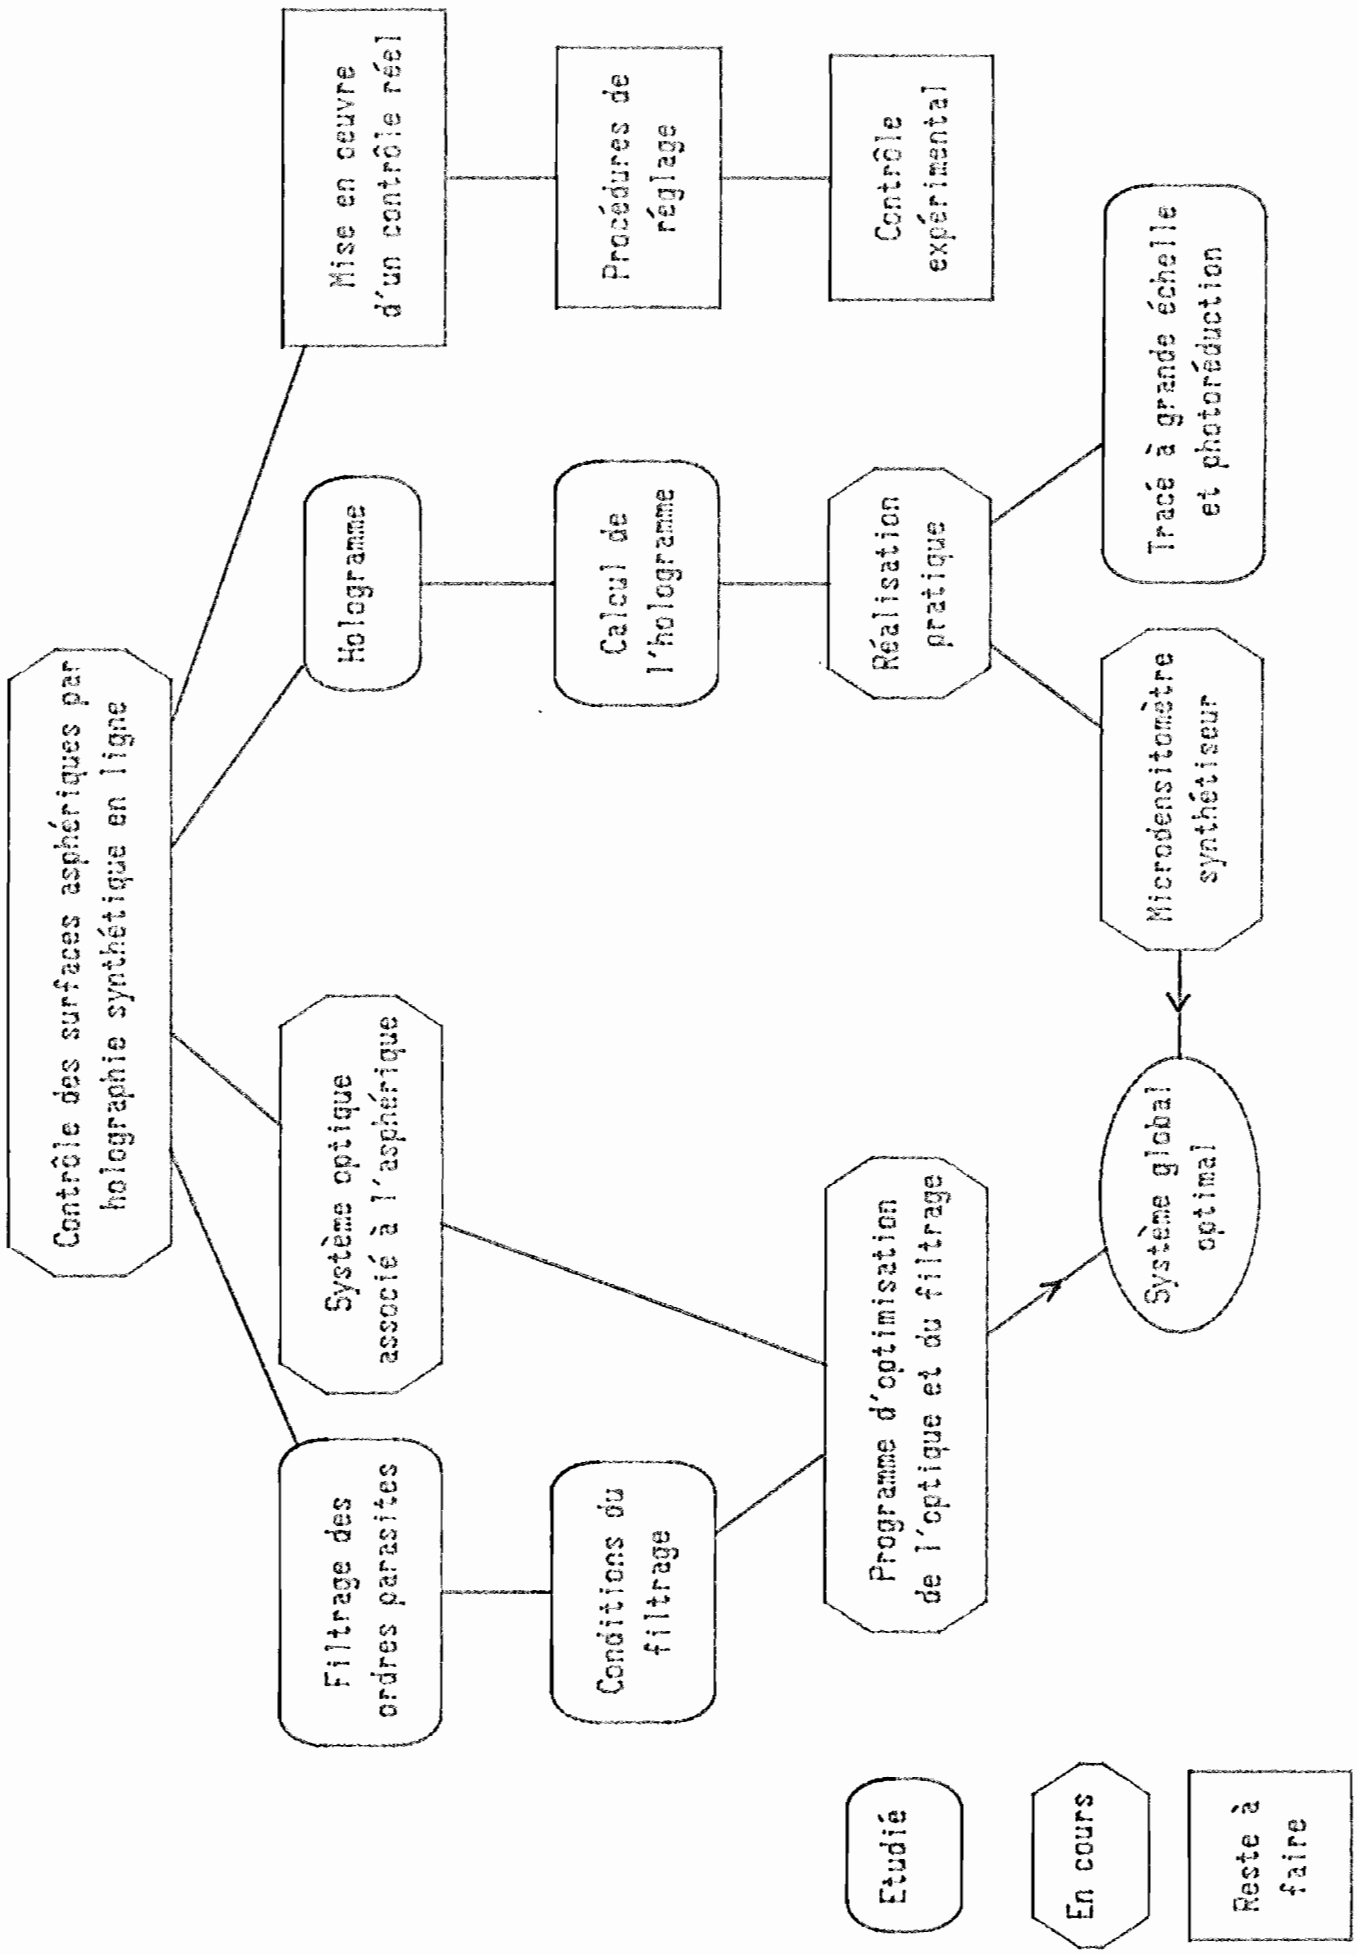 Contrôle des surfaces asphériques par
holographie synthétique en ligne
Filtrage des
ordres parasites
Système optique
associé à l'asphérique
Hologramme
Mise en oeuvre
d'un contrôle réel
Conditions du
filtrage
Calcul de
l'hologramme
Procédures de
réglage
Programme d'optimisation
de l'optique et du filtrage
Réalisation
pratique
Contrôle
expérimental
Système global
optimal
Microdensitomètre
synthétiseur
Tracé à grande échelle
et photoréduction
Etudié
En cours
Reste à
faire